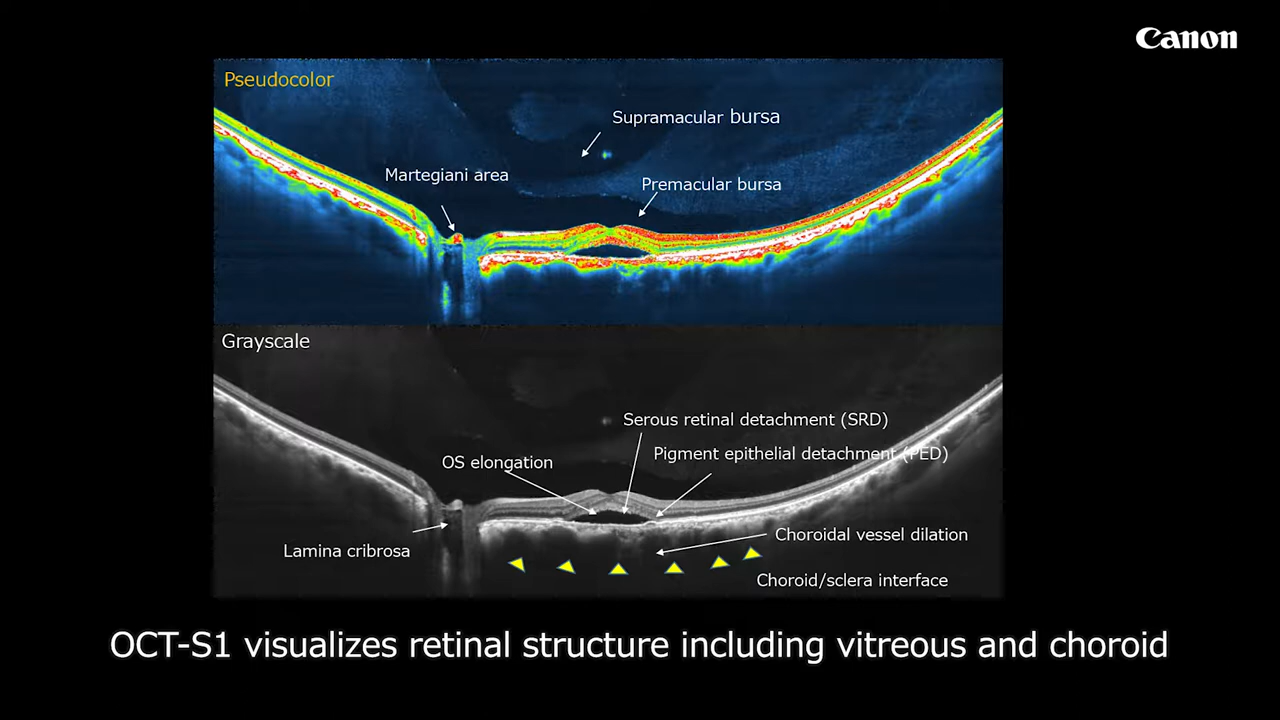 Canon
Pseudocolor
Supramacular bursa
Martegiani area
Premacular bursa
Grayscale
Serous retinal detachment (SRD)
Pigment epithelial detachment (PED)
OS elongation
Choroidal vessel dilation
Lamina cribrosa
Choroid/sclera interface
OCT-S1 visualizes retinal structure including vitreous and choroid